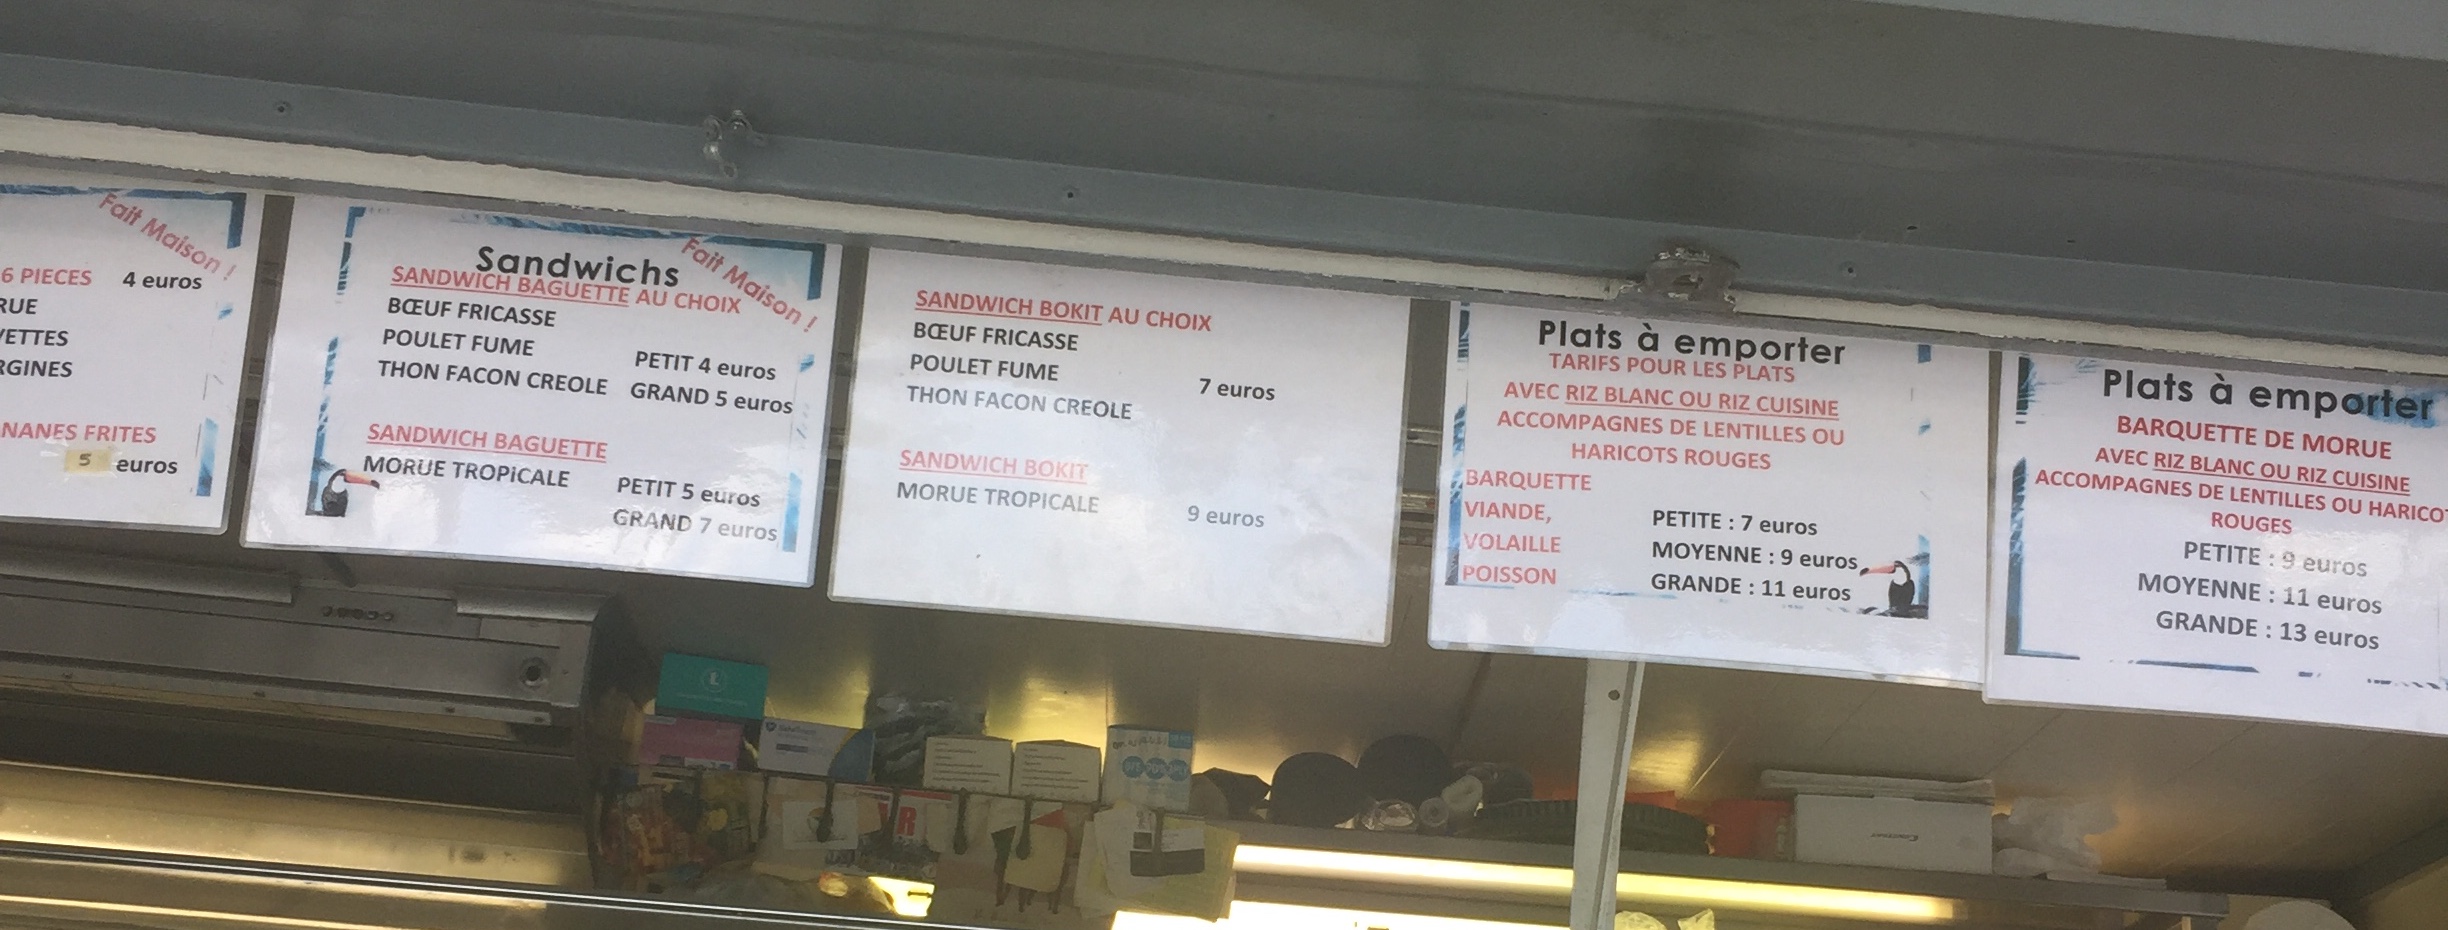 Fait Maison !
6 PIECES 4 euros
RUE
VETTES
RGINES
NANES FRITES
5 euros
Sandwichs
Fait Maison !
SANDWICH BAGUETTE AU CHOIX
BŒUF FRICASSE
POULET FUME
THON FACON CREOLE
PETIT 4 euros
GRAND 5 euros
SANDWICH BAGUETTE
MORUE TROPICALE
PETIT 5 euros
GRAND 7 euros
SANDWICH BOKIT AU CHOIX
BŒUF FRICASSE
POULET FUME
THON FACON CREOLE
7 euros
SANDWICH BOKIT
MORUE TROPICALE
9 euros
Plats à emporter
TARIFS POUR LES PLATS
AVEC RIZ BLANC OU RIZ CUISINE
ACCOMPAGNES DE LENTILLES OU
HARICOTS ROUGES
BARQUETTE
VIANDE,
VOLAILLE
POISSON
PETITE : 7 euros
MOYENNE : 9 euros
GRANDE : 11 euros
Plats à emporter
BARQUETTE DE MORUE
AVEC RIZ BLANC OU RIZ CUISINE
ACCOMPAGNES DE LENTILLES OU HARICOT
ROUGES
PETITE : 9 euros
MOYENNE : 11 euros
GRANDE : 13 euros